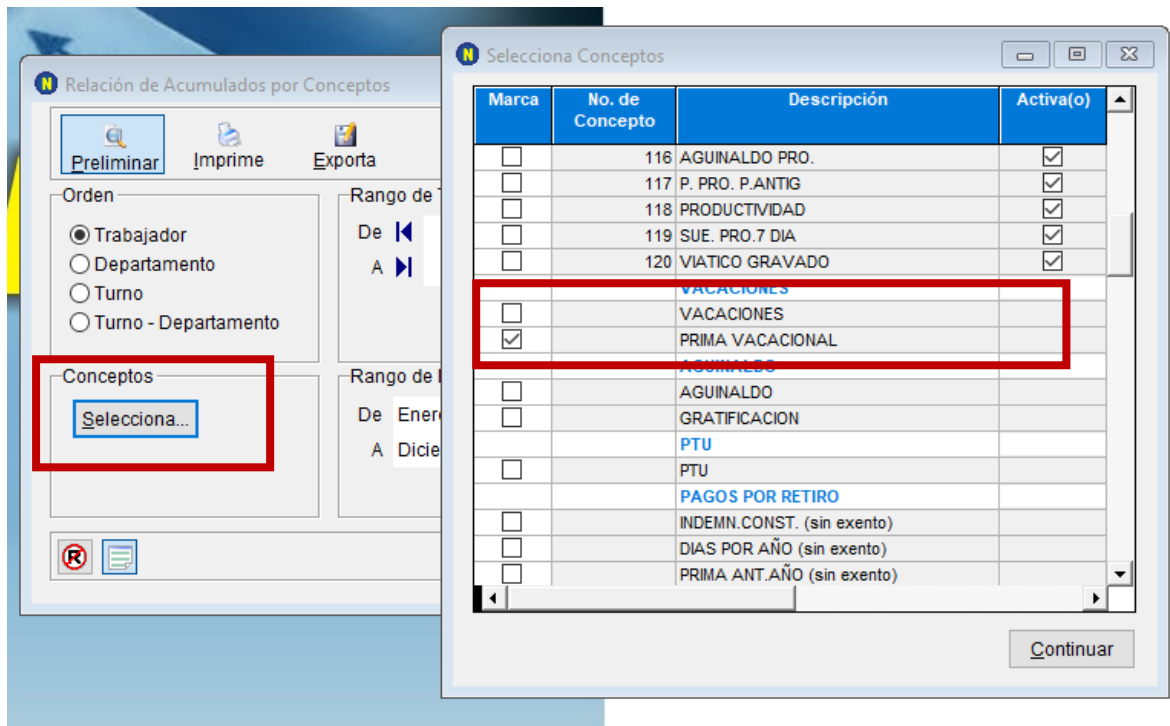 Relación de Acumulados por Conceptos
Preliminar Imprime Exporta
Orden
Trabajador
Departamento
Turno
Turno - Departamento
Rango de
De
A
Conceptos
Selecciona...
Rango de
De
A
Selecciona Conceptos
Marca No. de Concepto Descripción Activa(o)
116 AGUINALDO PRO.
117 P. PRO. P.ANTIG
118 PRODUCTIVIDAD
119 SUE. PRO.7 DIA
120 VIATICO GRAVADO
VACACIONES
VACACIONES
PRIMA VACACIONAL
AGUINALDO
AGUINALDO
GRATIFICACION
PTU
PTU
PAGOS POR RETIRO
INDEMN.CONST. (sin exento)
DIAS POR AÑO (sin exento)
PRIMA ANT.AÑO (sin exento)
Continuar